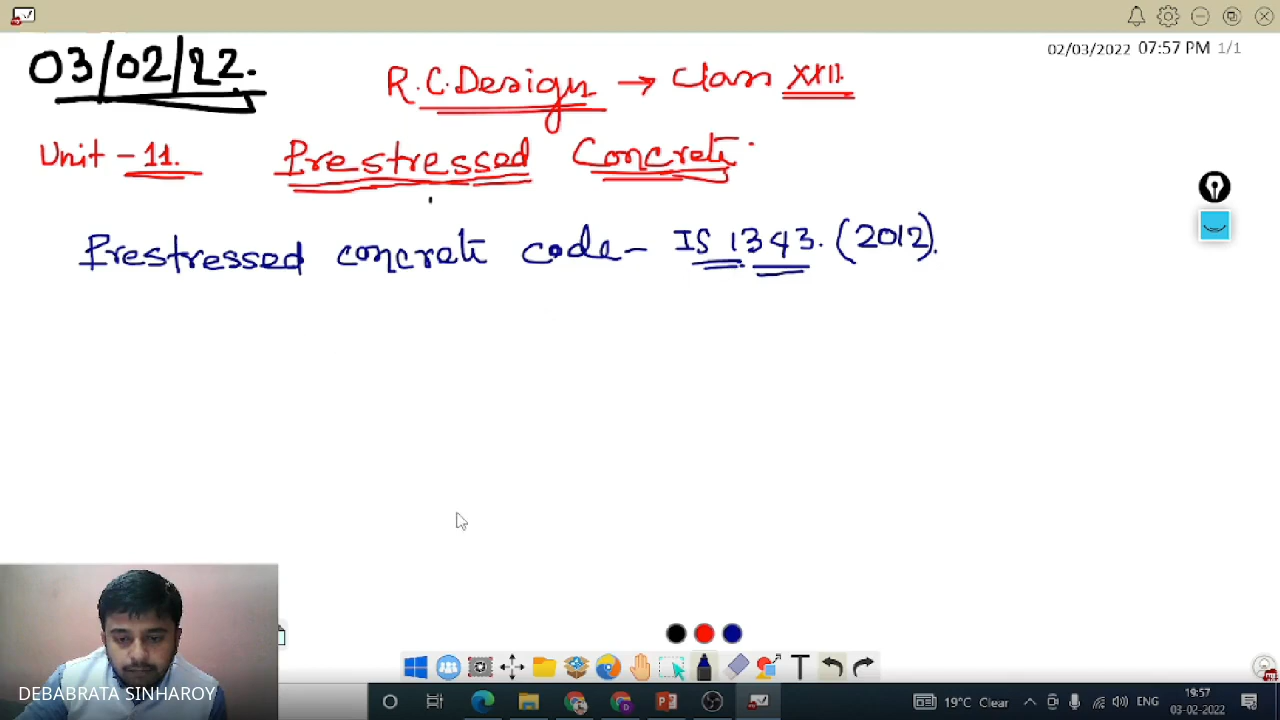 02/03/2022 07:57 PM 1/1
03/02/22.
R.C.Design → Class XXII.
Unit - 11. Prestressed Concrete.
Prestressed concrete code - IS 1343. (2012).
DEBABRATA SINHAROY
T
19°C Clear
ENG
19:57
03-02-2022